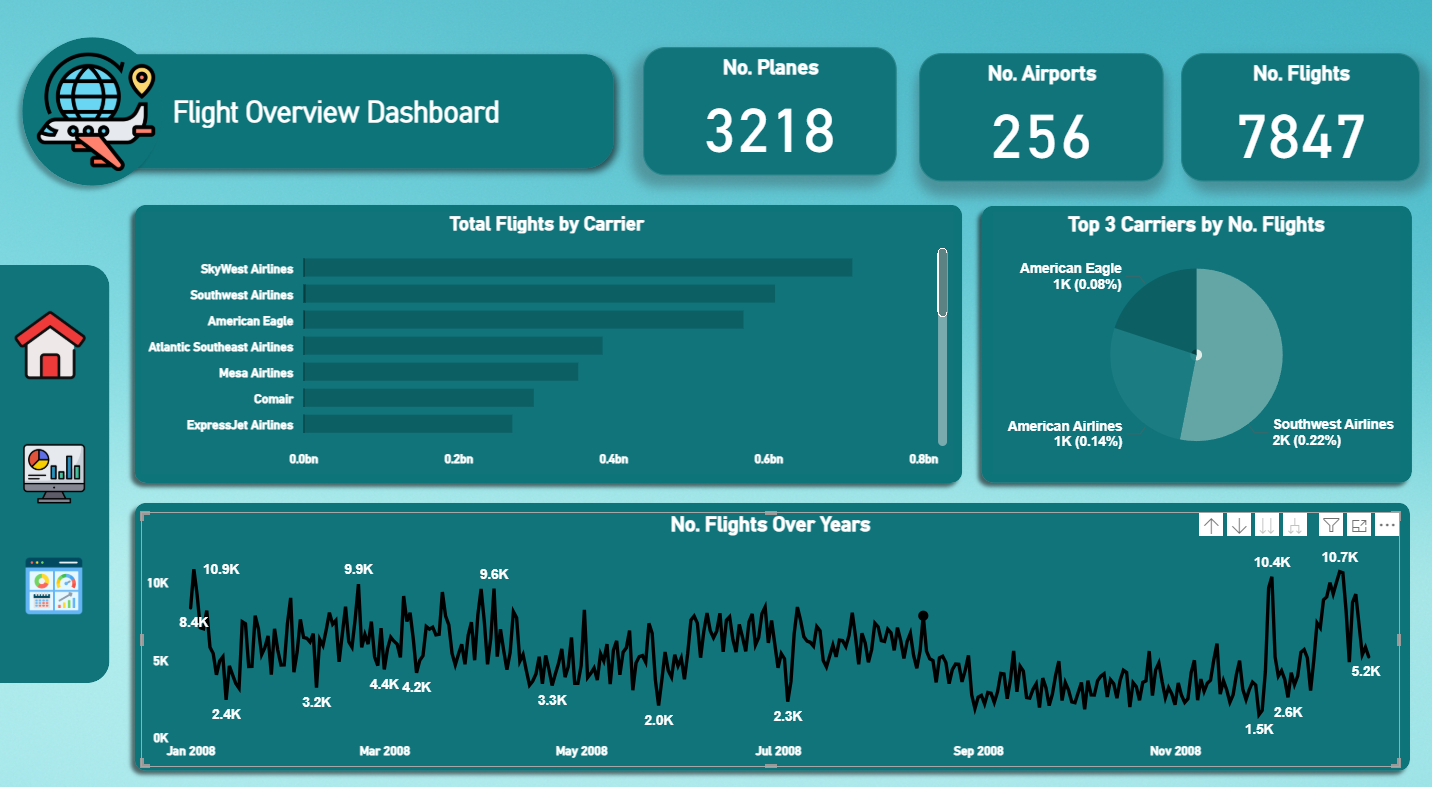 Flight Overview Dashboard
No. Planes
3218
No. Airports
256
No. Flights
7847
Total Flights by Carrier
SkyWest Airlines
Southwest Airlines
American Eagle
Atlantic Southeast Airlines
Mesa Airlines
Comair
ExpressJet Airlines
0.0bn 0.2bn 0.4bn 0.6bn 0.8bn
Top 3 Carriers by No. Flights
American Eagle
1K (0.08%)
American Airlines
1K (0.14%)
Southwest Airlines
2K (0.22%)
No. Flights Over Years
10K
5K
0K
10.9K
8.4K
2.4K
3.2K
9.9K
4.4K
4.2K
9.6K
3.3K
2.0K
2.3K
1.5K
10.4K
2.6K
10.7K
5.2K
Jan 2008 Mar 2008 May 2008 Jul 2008 Sep 2008 Nov 2008